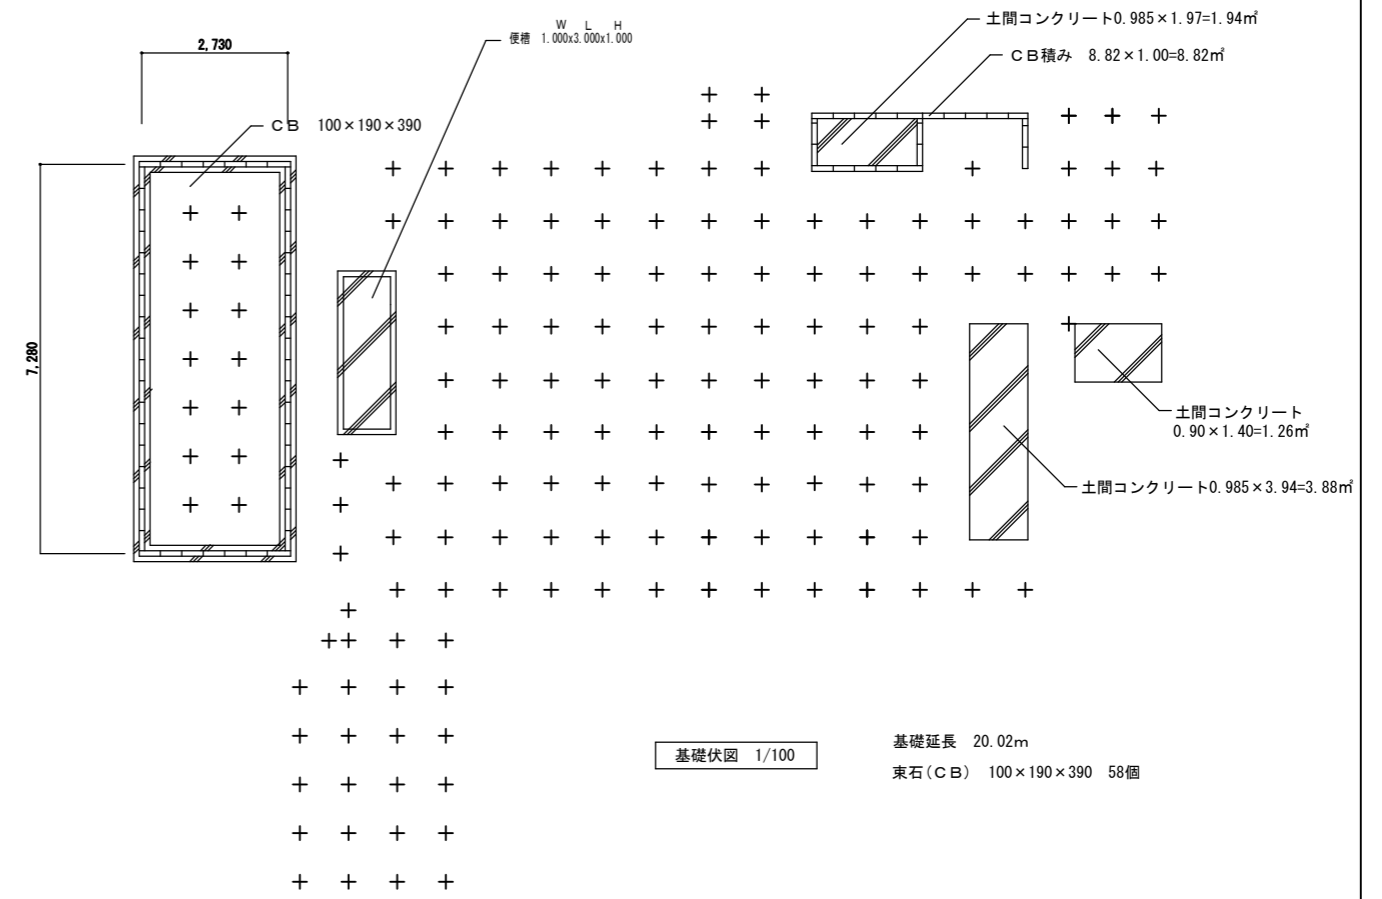 W L H
便槽 1.000x3.000x1.000
土間コンクリート0.985×1.97=1.94㎡
CB積み 8.82×1.00=8.82㎡
2,730
CB 100×190×390
7,280
土間コンクリート
0.90×1.40=1.26㎡
土間コンクリート0.985×3.94=3.88㎡
基礎伏図 1/100
基礎延長 20.02m
束石(CB) 100×190×390 58個